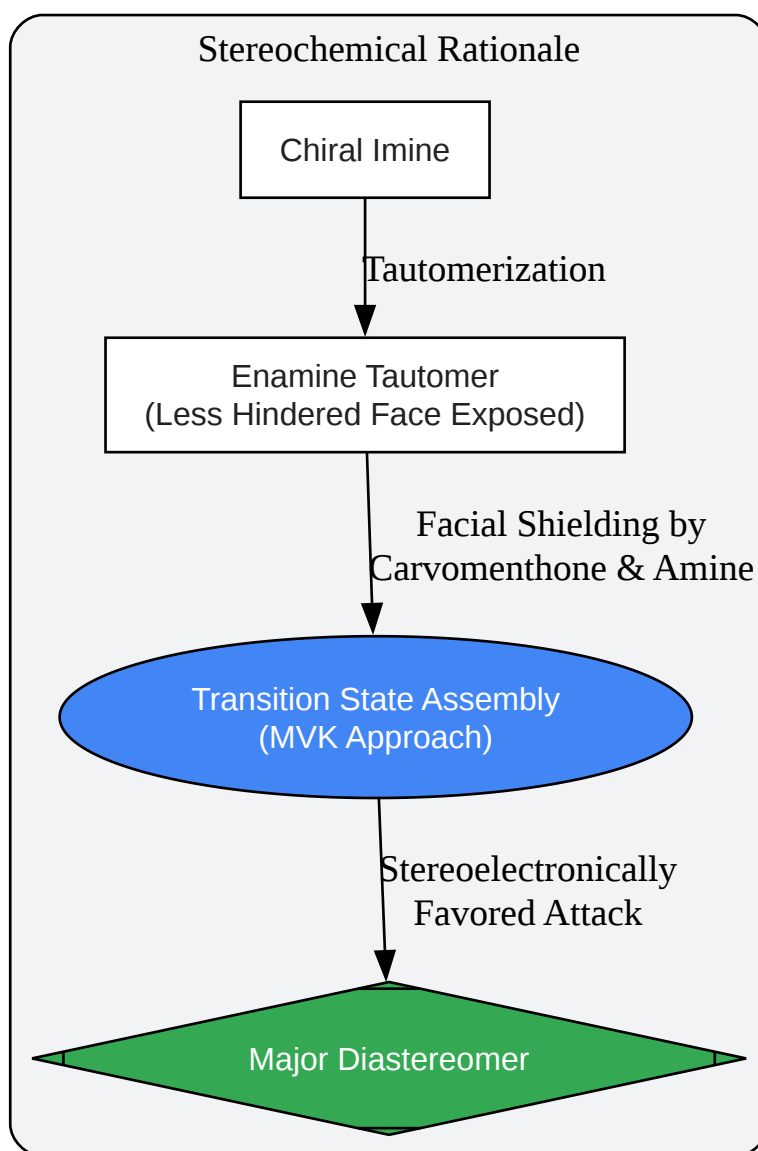 Stereochemical Rationale
Chiral Imine
Tautomerization
Enamine Tautomer
(Less Hindered Face Exposed)
Facial Shielding by
Carvomenthone & Amine
Transition State Assembly
(MVK Approach)
Stereoelectronically
Favored Attack
Major Diastereomer